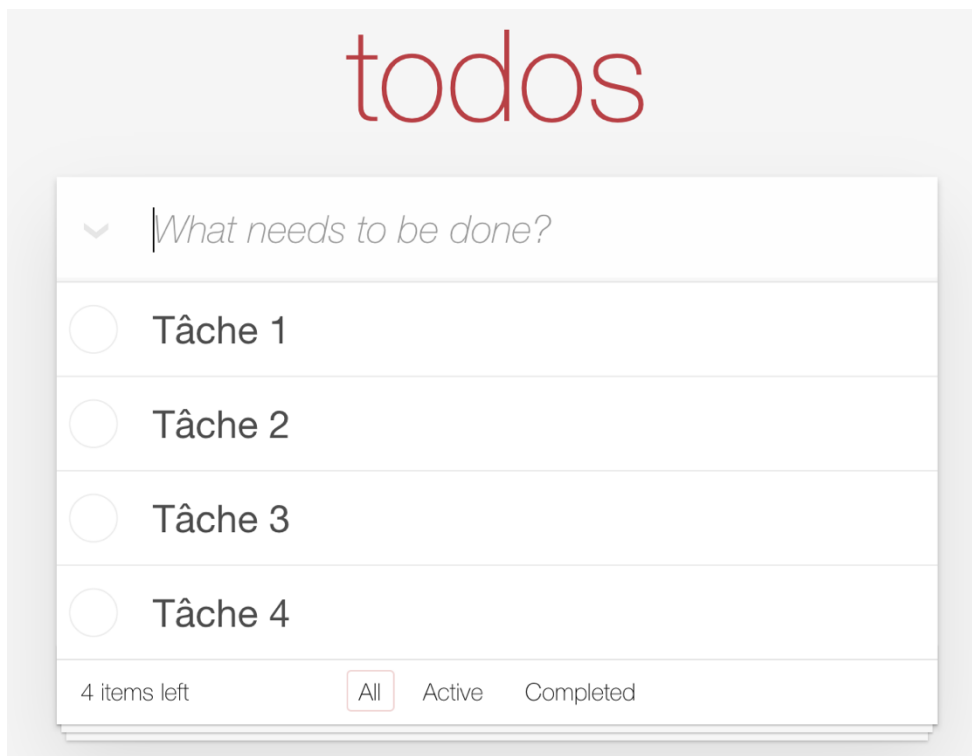 todos
What needs to be done?
Tâche 1
Tâche 2
Tâche 3
Tâche 4
4 items left All Active Completed